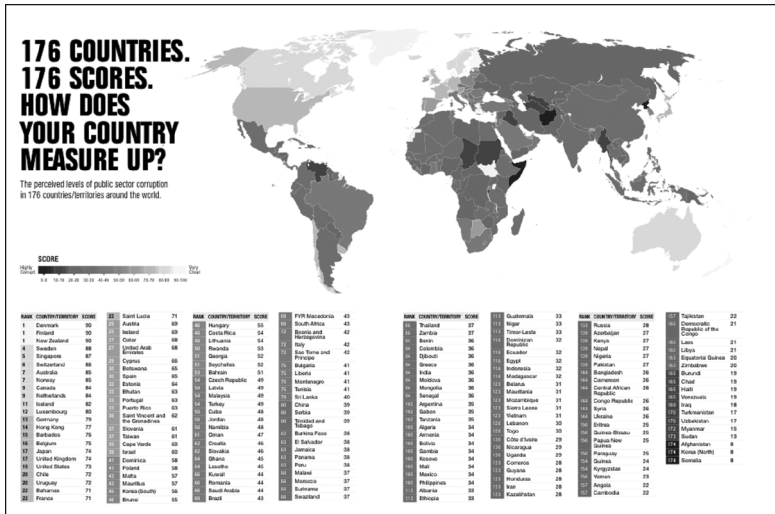 176 COUNTRIES.
176 SCORES.
HOW DOES
YOUR COUNTRY
MEASURE UP?
The perceived levels of public sector corruption
in 176 countries/territories around the world.
SCORE
Highly
Corrupt
Very
Clean
RANK COUNTRY/TERRITORY SCORE
1 Denmark 90
1 Finland 90
1 New Zealand 90
4 Sweden 88
5 Singapore 87
6 Switzerland 86
7 Australia 85
7 Norway 85
9 Canada 84
9 Netherlands 84
11 Iceland 82
12 Luxembourg 80
13 Germany 79
14 Hong Kong 77
15 Barbados 76
16 Belgium 75
17 Japan 74
17 United Kingdom 74
19 United States 73
20 Chile 72
20 Uruguay 72
22 Bahamas 71
22 France 71
22 Saint Lucia 71
Austria 69
Ireland 69
Qatar 68
United Arab
Emirates 68
Cyprus 66
Botswana 65
Spain 65
Estonia 64
Bhutan 63
Portugal 63
Puerto Rico 63
Saint Vincent and
the Grenadines 62
Slovenia 61
Taiwan 61
Cape Verde 60
Israel 60
Dominica 58
Poland 58
Malta 57
Mauritius 57
Korea (South) 56
Brunei 55
RANK COUNTRY/TERRITORY SCORE
Hungary 55
Costa Rica 54
Lithuania 54
Rwanda 53
Georgia 52
Seychelles 52
Bahrain 51
Czech Republic 49
Latvia 49
Malaysia 49
Turkey 49
Cuba 48
Jordan 48
Namibia 48
Oman 47
Croatia 46
Slovakia 46
Ghana 45
Lesotho 45
Kuwait 44
Romania 44
Saudi Arabia 44
Brazil 43
FYR Macedonia 43
South Africa 43
Bosnia and
Herzegovina 42
Italy 42
Sao Tome and
Principe 42
Bulgaria 41
Liberia 41
Montenegro 41
Tunisia 41
Sri Lanka 40
China 39
Serbia 39
Trinidad and
Tobago 39
Burkina Faso 38
El Salvador 38
Jamaica 38
Panama 38
Peru 38
Malawi 37
Morocco 37
Suriname 37
Swaziland 37
RANK COUNTRY/TERRITORY SCORE
Thailand 37
Zambia 37
Benin 36
Colombia 36
Djibouti 36
Greece 36
India 36
Moldova 36
Mongolia 36
Senegal 36
Argentina 35
Gabon 35
Tanzania 35
Algeria 34
Armenia 34
Bolivia 34
Gambia 34
Kosovo 34
Mali 34
Mexico 34
Philippines 34
Albania 33
Ethiopia 33
Guatemala 33
Niger 33
Timor-Leste 33
Dominican
Republic 32
Ecuador 32
Egypt 32
Indonesia 32
Madagascar 32
Belarus 31
Mauritania 31
Mozambique 31
Sierra Leone 31
Vietnam 31
Lebanon 30
Togo 30
Côte d'Ivoire 29
Nicaragua 29
Uganda 29
Comoros 28
Guyana 28
Honduras 28
Iran 28
Kazakhstan 28
RANK COUNTRY/TERRITORY SCORE
Russia 28
Azerbaijan 27
Kenya 27
Nepal 27
Nigeria 27
Pakistan 27
Bangladesh 26
Cameroon 26
Central African
Republic 26
Congo Republic 26
Syria 26
Ukraine 26
Eritrea 25
Guinea-Bissau 25
Papua New
Guinea 25
Paraguay 25
Guinea 24
Kyrgyzstan 24
Yemen 23
Angola 22
Cambodia 22
Tajikistan 22
Democratic
Republic of the
Congo 21
Laos 21
Libya 21
Equatorial Guinea 20
Zimbabwe 20
Burundi 19
Chad 19
Haiti 19
Venezuela 19
Iraq 18
Turkmenistan 17
Uzbekistan 17
Myanmar 15
Sudan 13
174 Afghanistan 8
174 Korea (North) 8
174 Somalia 8